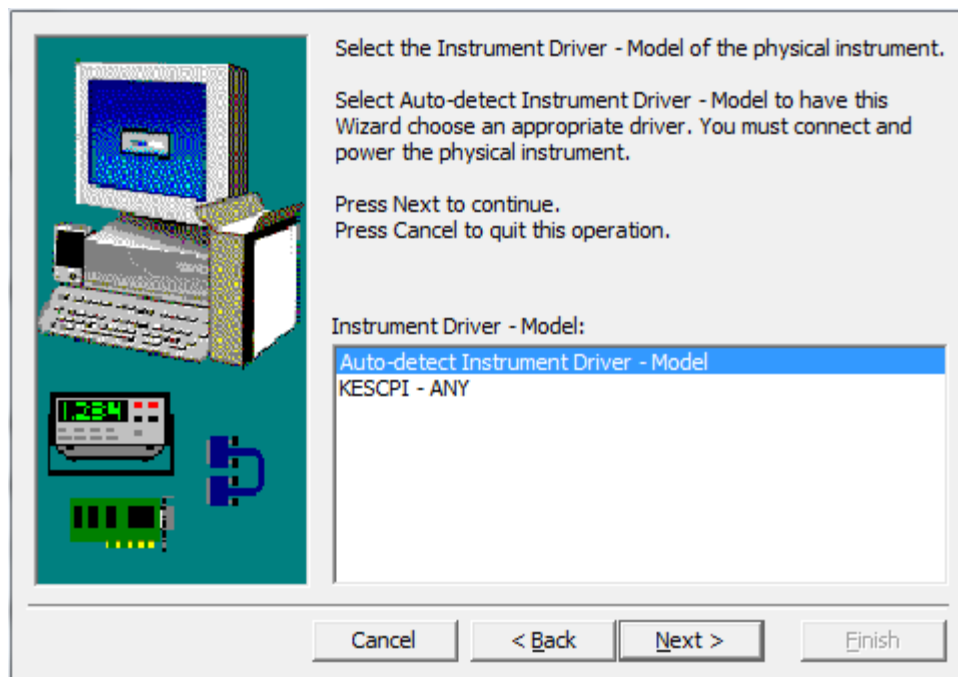 Select the Instrument Driver - Model of the physical instrument.
Select Auto-detect Instrument Driver - Model to have this
Wizard choose an appropriate driver. You must connect and
power the physical instrument.
Press Next to continue.
Press Cancel to quit this operation.
Instrument Driver - Model:
Auto-detect Instrument Driver - Model
KESCPI - ANY
1.234
Cancel
< Back
Next >
Finish